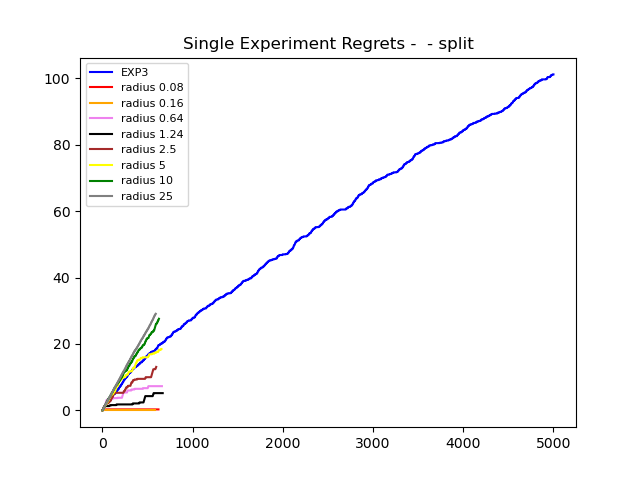 Single Experiment Regrets -  - split
EXP3
radius 0.08
radius 0.16
radius 0.64
radius 1.24
radius 2.5
radius 5
radius 10
radius 25
100
80
60
40
20
0
0 1000 2000 3000 4000 5000